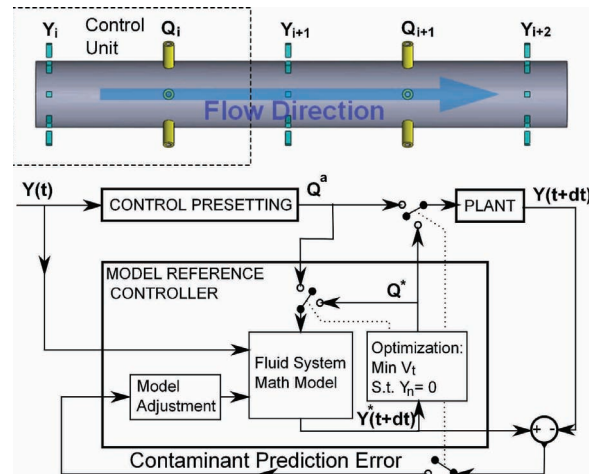 Control
Unit
Yi Qi Yi+1 Qi+1 Yi+2
Flow Direction
Y(t) Qᵃ Y(t+dt)
CONTROL PRESETTING PLANT
MODEL REFERENCE
CONTROLLER
Q*
Fluid System
Math Model
Optimization:
Min Vt
S.t. Yn= 0
Model
Adjustment
Y*(t+dt)
+ -
Contaminant Prediction Error